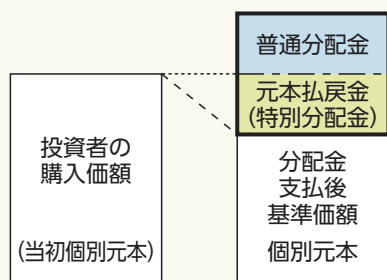 普通分配金
元本払戻金
(特別分配金)
投資者の
購入価額
(当初個別元本)
分配金
支払後
基準価額
個別元本